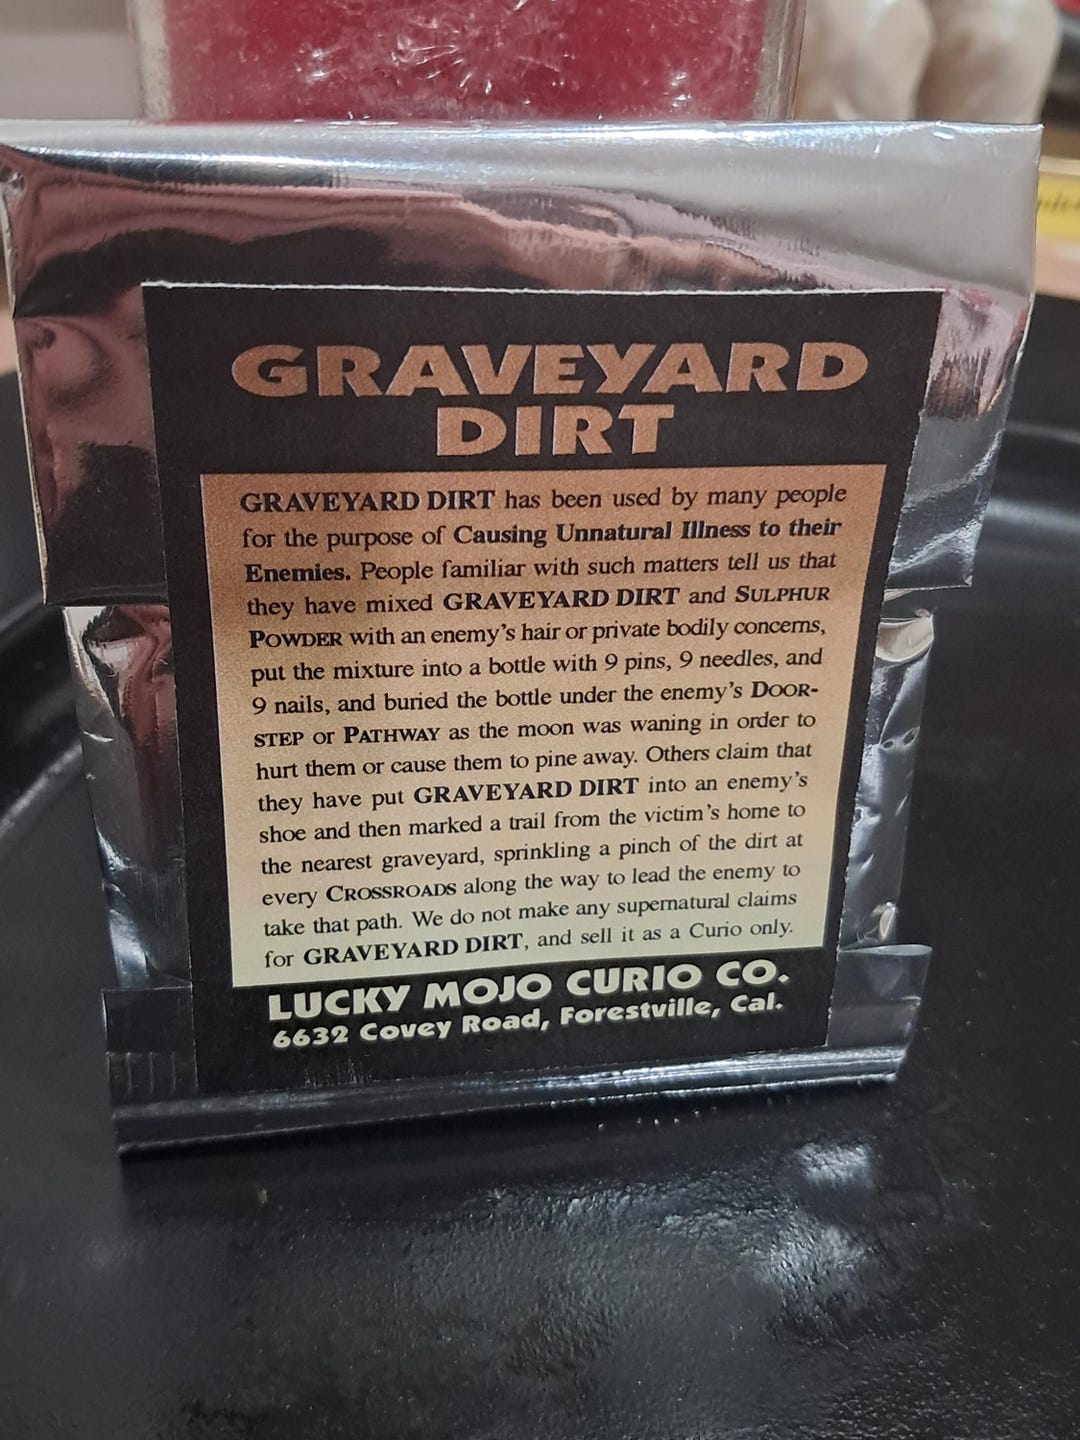 GRAVEYARD
DIRT
GRAVEYARD DIRT has been used by many people
for the purpose of Causing Unnatural Illness to their
Enemies. People familiar with such matters tell us that
they have mixed GRAVEYARD DIRT and SULPHUR
POWDER with an enemy's hair or private bodily concerns,
put the mixture into a bottle with 9 pins, 9 needles, and
9 nails, and buried the bottle under the enemy's DOOR-
STEP or PATHWAY as the moon was waning in order to
hurt them or cause them to pine away. Others claim that
they have put GRAVEYARD DIRT into an enemy's
shoe and then marked a trail from the victim's home to
the nearest graveyard, sprinkling a pinch of the dirt at
every CROSSROADS along the way to lead the enemy to
take that path. We do not make any supernatural claims
for GRAVEYARD DIRT, and sell it as a Curio only.
LUCKY MOJO CURIO CO.
6632 Covey Road, Forestville, Cal.